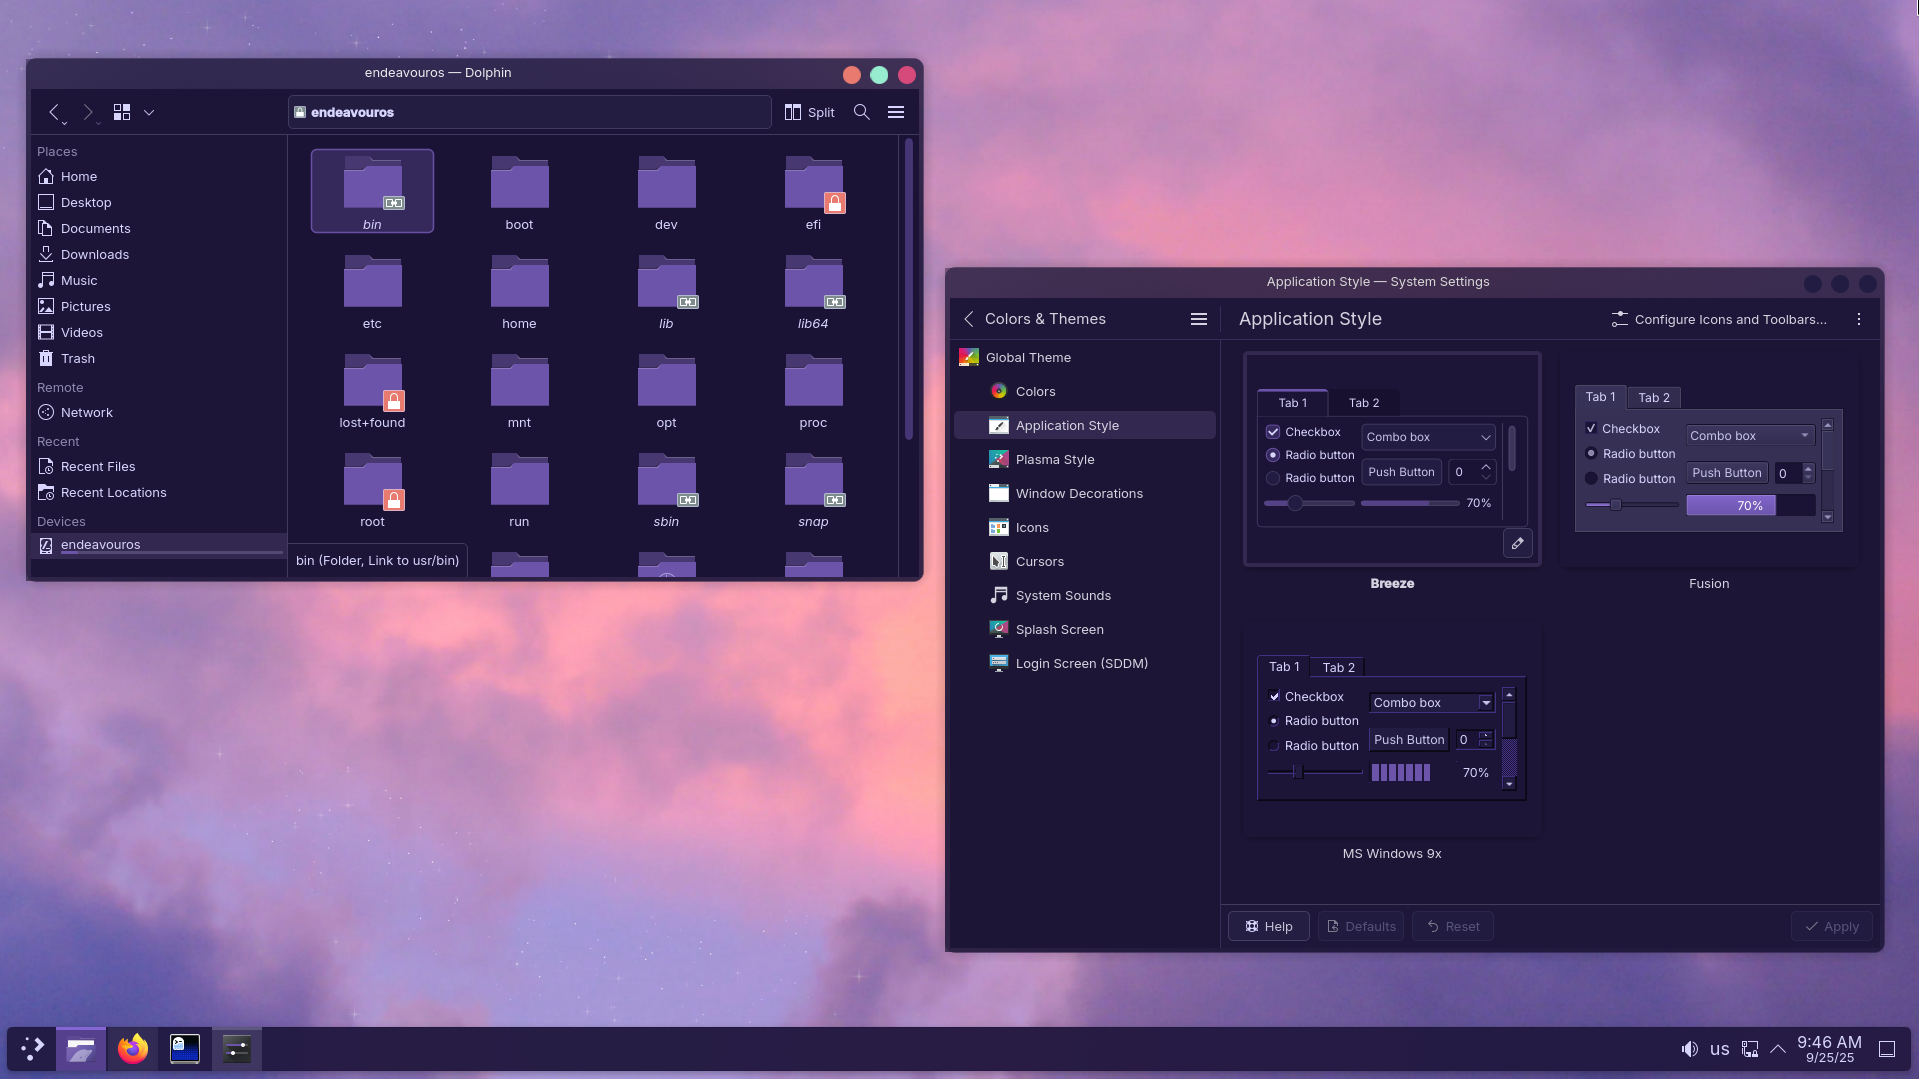 endeavouros — Dolphin
endeavouros
Split
Places
Home
Desktop
Documents
Downloads
Music
Pictures
Videos
Trash
Remote
Network
Recent
Recent Files
Recent Locations
Devices
endeavouros
bin
boot
dev
efi
etc
home
lib
lib64
lost+found
mnt
opt
proc
root
run
sbin
snap
bin (Folder, Link to usr/bin)
Application Style — System Settings
Colors & Themes
Application Style
Configure Icons and Toolbars...
Global Theme
Colors
Application Style
Plasma Style
Window Decorations
Icons
Cursors
System Sounds
Splash Screen
Login Screen (SDDM)
Tab 1
Tab 2
Checkbox
Combo box
Radio button
Push Button
0
Radio button
70%
Breeze
Tab 1
Tab 2
Checkbox
Combo box
Radio button
Push Button
0
Radio button
70%
Fusion
Tab 1
Tab 2
Checkbox
Combo box
Radio button
Push Button
0
Radio button
70%
MS Windows 9x
Help
Defaults
Reset
Apply
us
9:46 AM
9/25/25